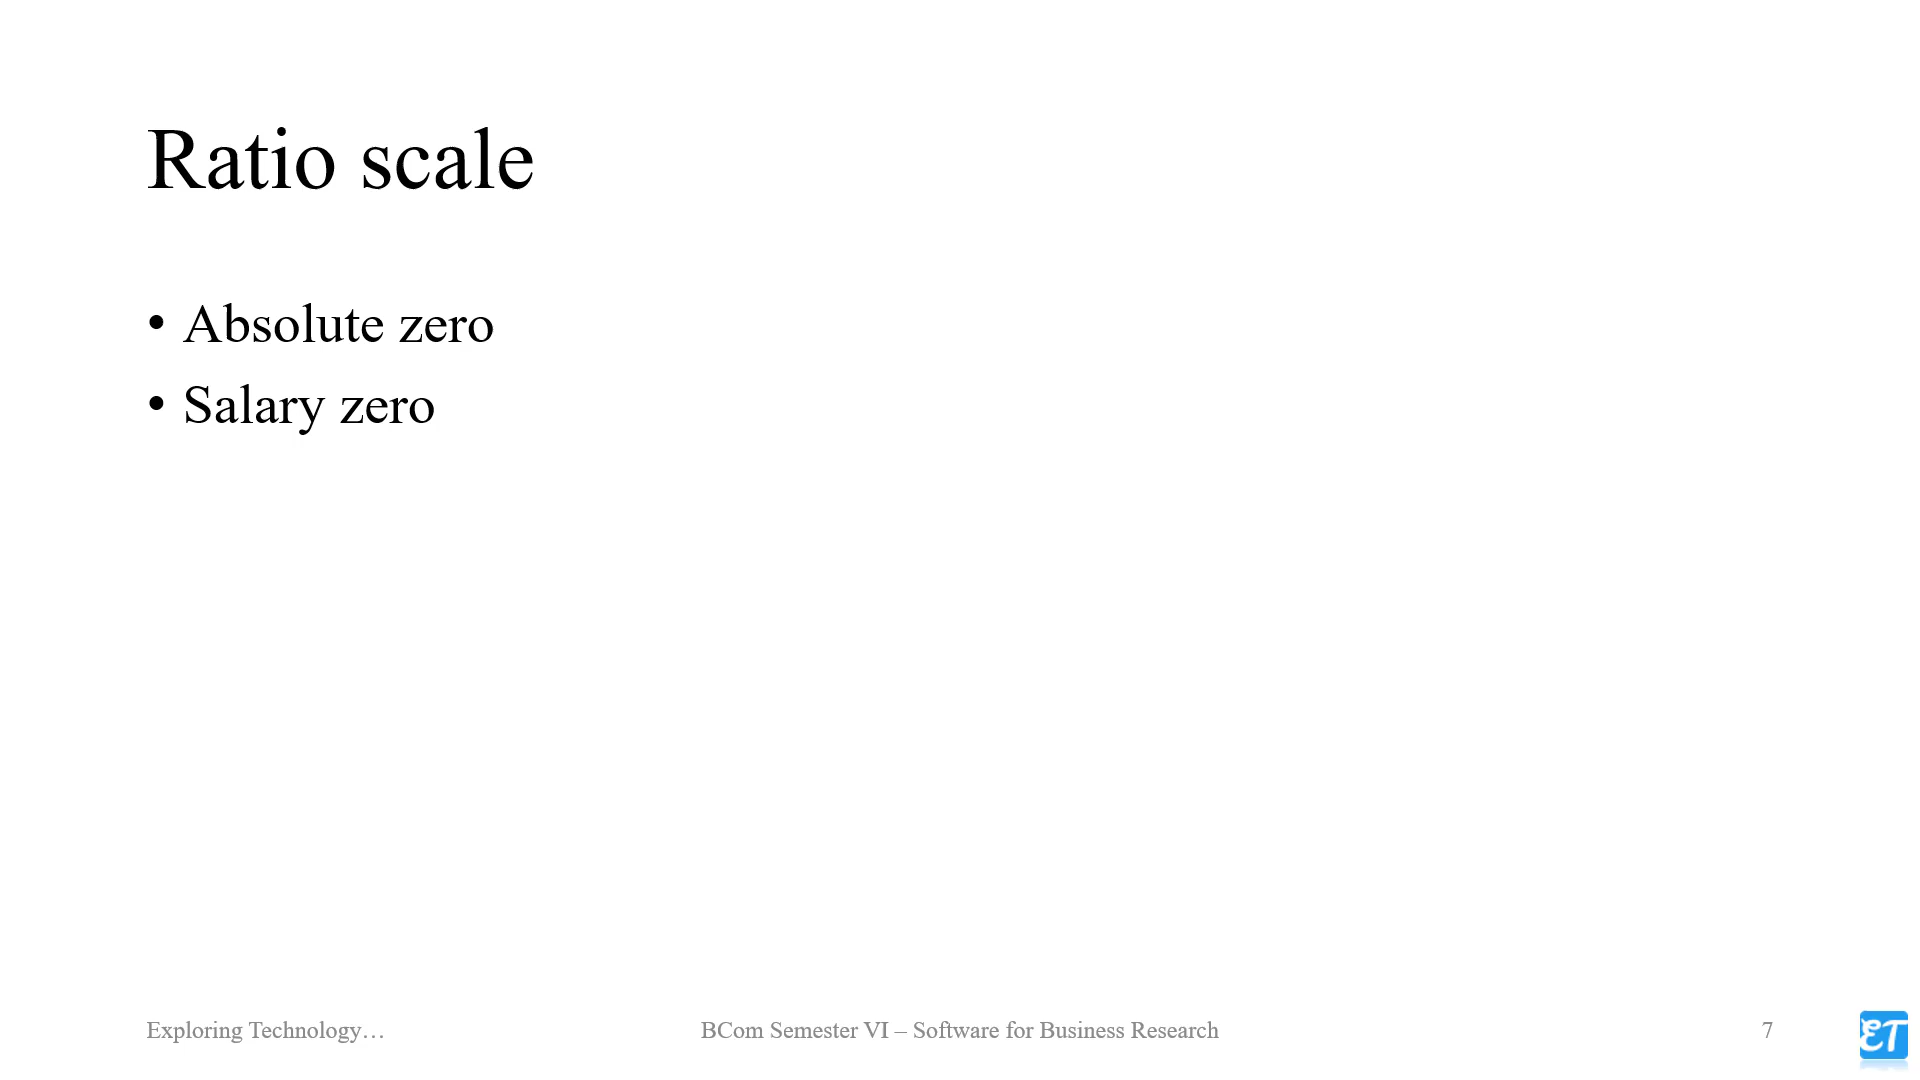 Ratio scale
• Absolute zero
• Salary zero
Exploring Technology…
BCom Semester VI – Software for Business Research
7
ET